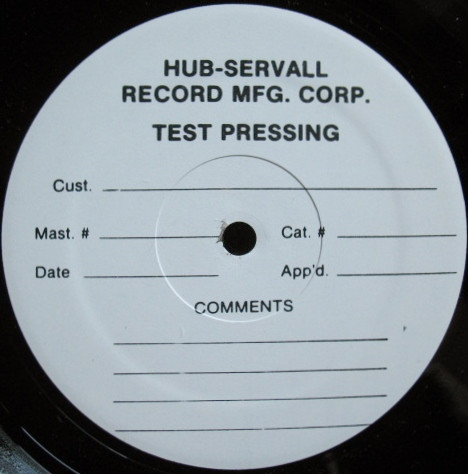 HUB-SERVALL
RECORD MFG. CORP.
TEST PRESSING
Cust.
Mast. # Cat. #
Date App'd.
COMMENTS